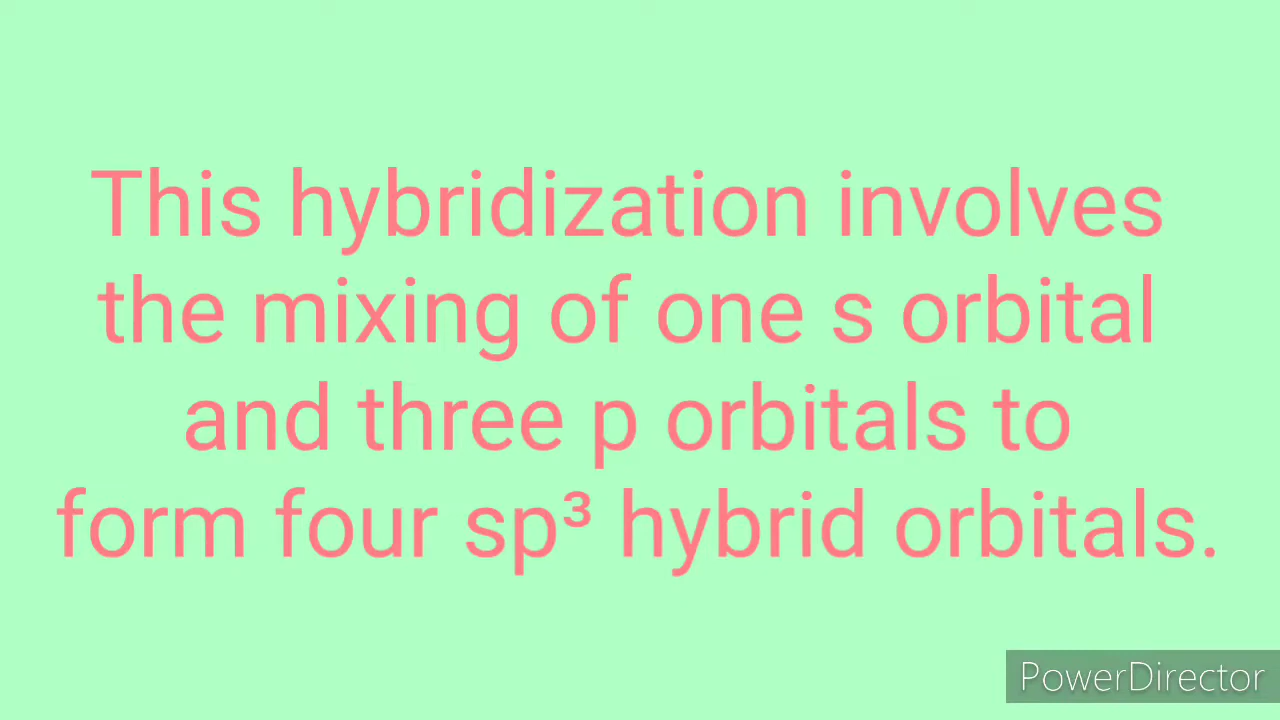 This hybridization involves
the mixing of one s orbital
and three p orbitals to
form four sp³ hybrid orbitals.
PowerDirector